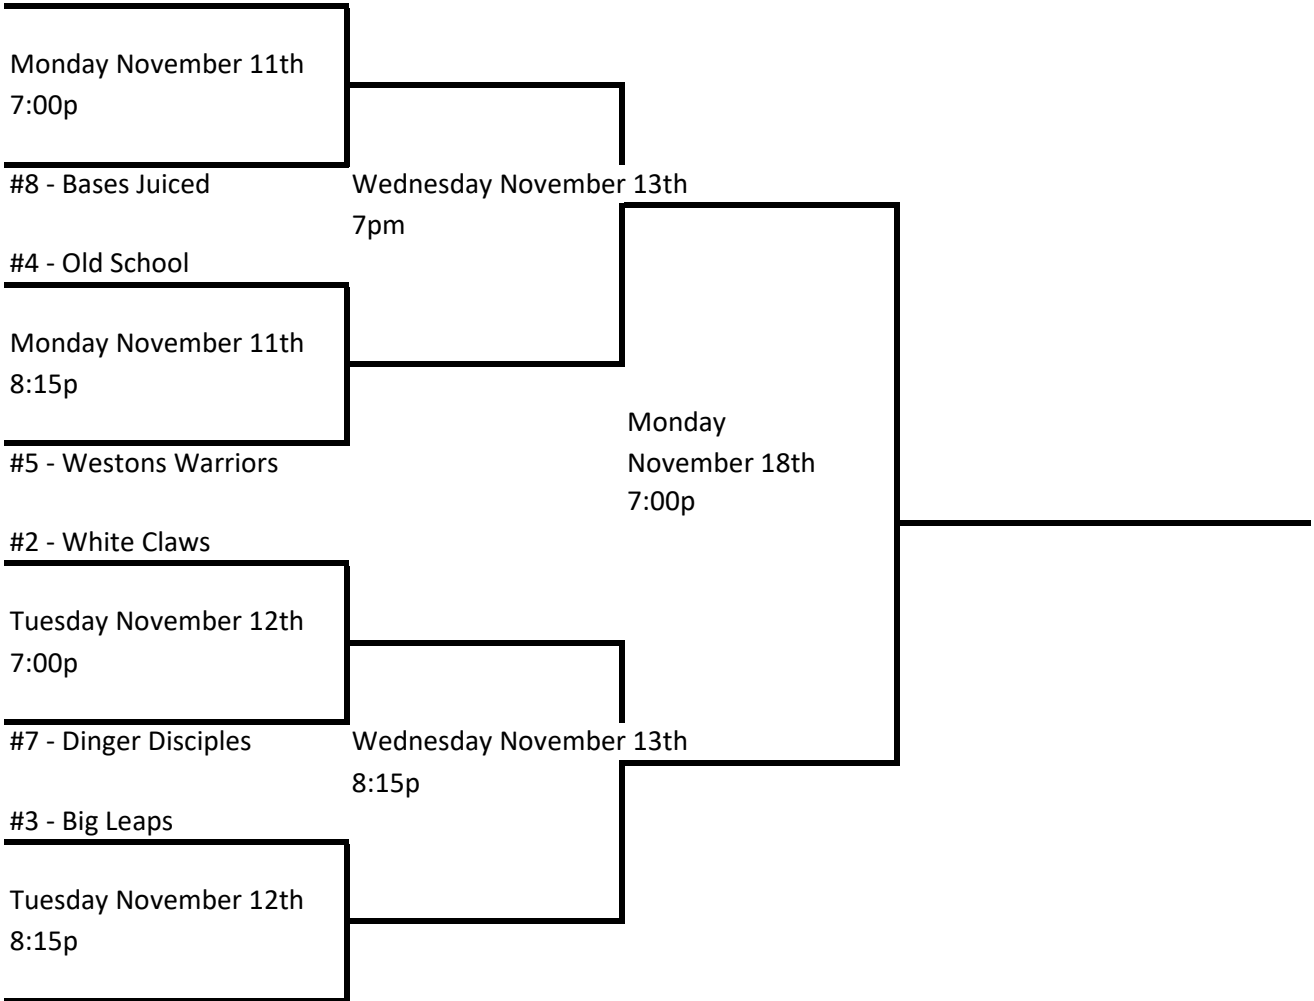 Monday November 11th
7:00p
#8 - Bases Juiced
Wednesday November 13th
7pm
#4 - Old School
Monday November 11th
8:15p
Monday
November 18th
7:00p
#5 - Westons Warriors
#2 - White Claws
Tuesday November 12th
7:00p
#7 - Dinger Disciples
Wednesday November 13th
8:15p
#3 - Big Leaps
Tuesday November 12th
8:15p